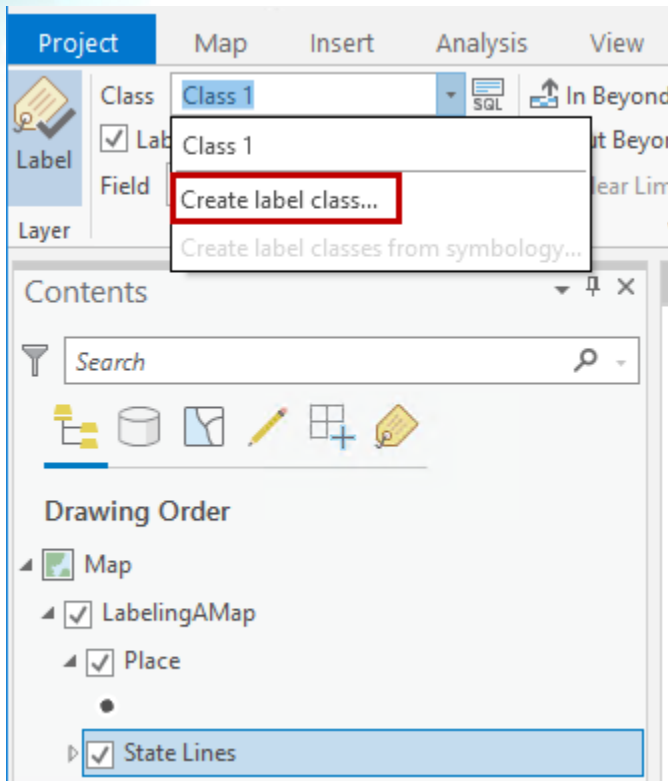 Project Map Insert Analysis View
Class Class 1 SQL In Beyond
Class 1
Label
Field
Create label class...
Create label classes from symbology...
Layer
Contents
Search
Drawing Order
Map
LabelingAMap
Place
State Lines